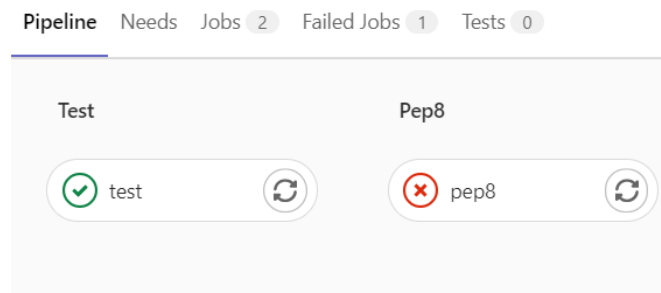 Pipeline Needs Jobs 2 Failed Jobs 1 Tests 0
Test Pep8
test pep8